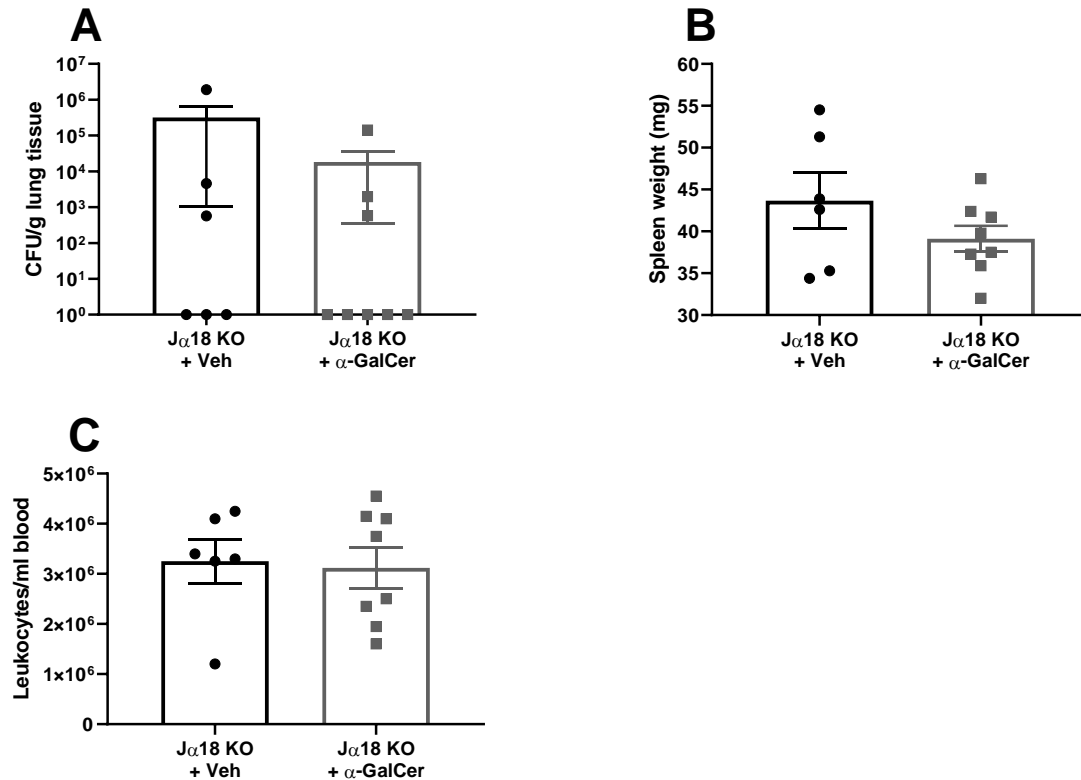 A
CFU/g lung tissue
10⁷
10⁶
10⁵
10⁴
10³
10²
10¹
10⁰
Jα18 KO
+ Veh
Jα18 KO
+ α-GalCer
B
Spleen weight (mg)
60
55
50
45
40
35
30
Jα18 KO
+ Veh
Jα18 KO
+ α-GalCer
C
Leukocytes/ml blood
5×10⁶
4×10⁶
3×10⁶
2×10⁶
1×10⁶
0
Jα18 KO
+ Veh
Jα18 KO
+ α-GalCer